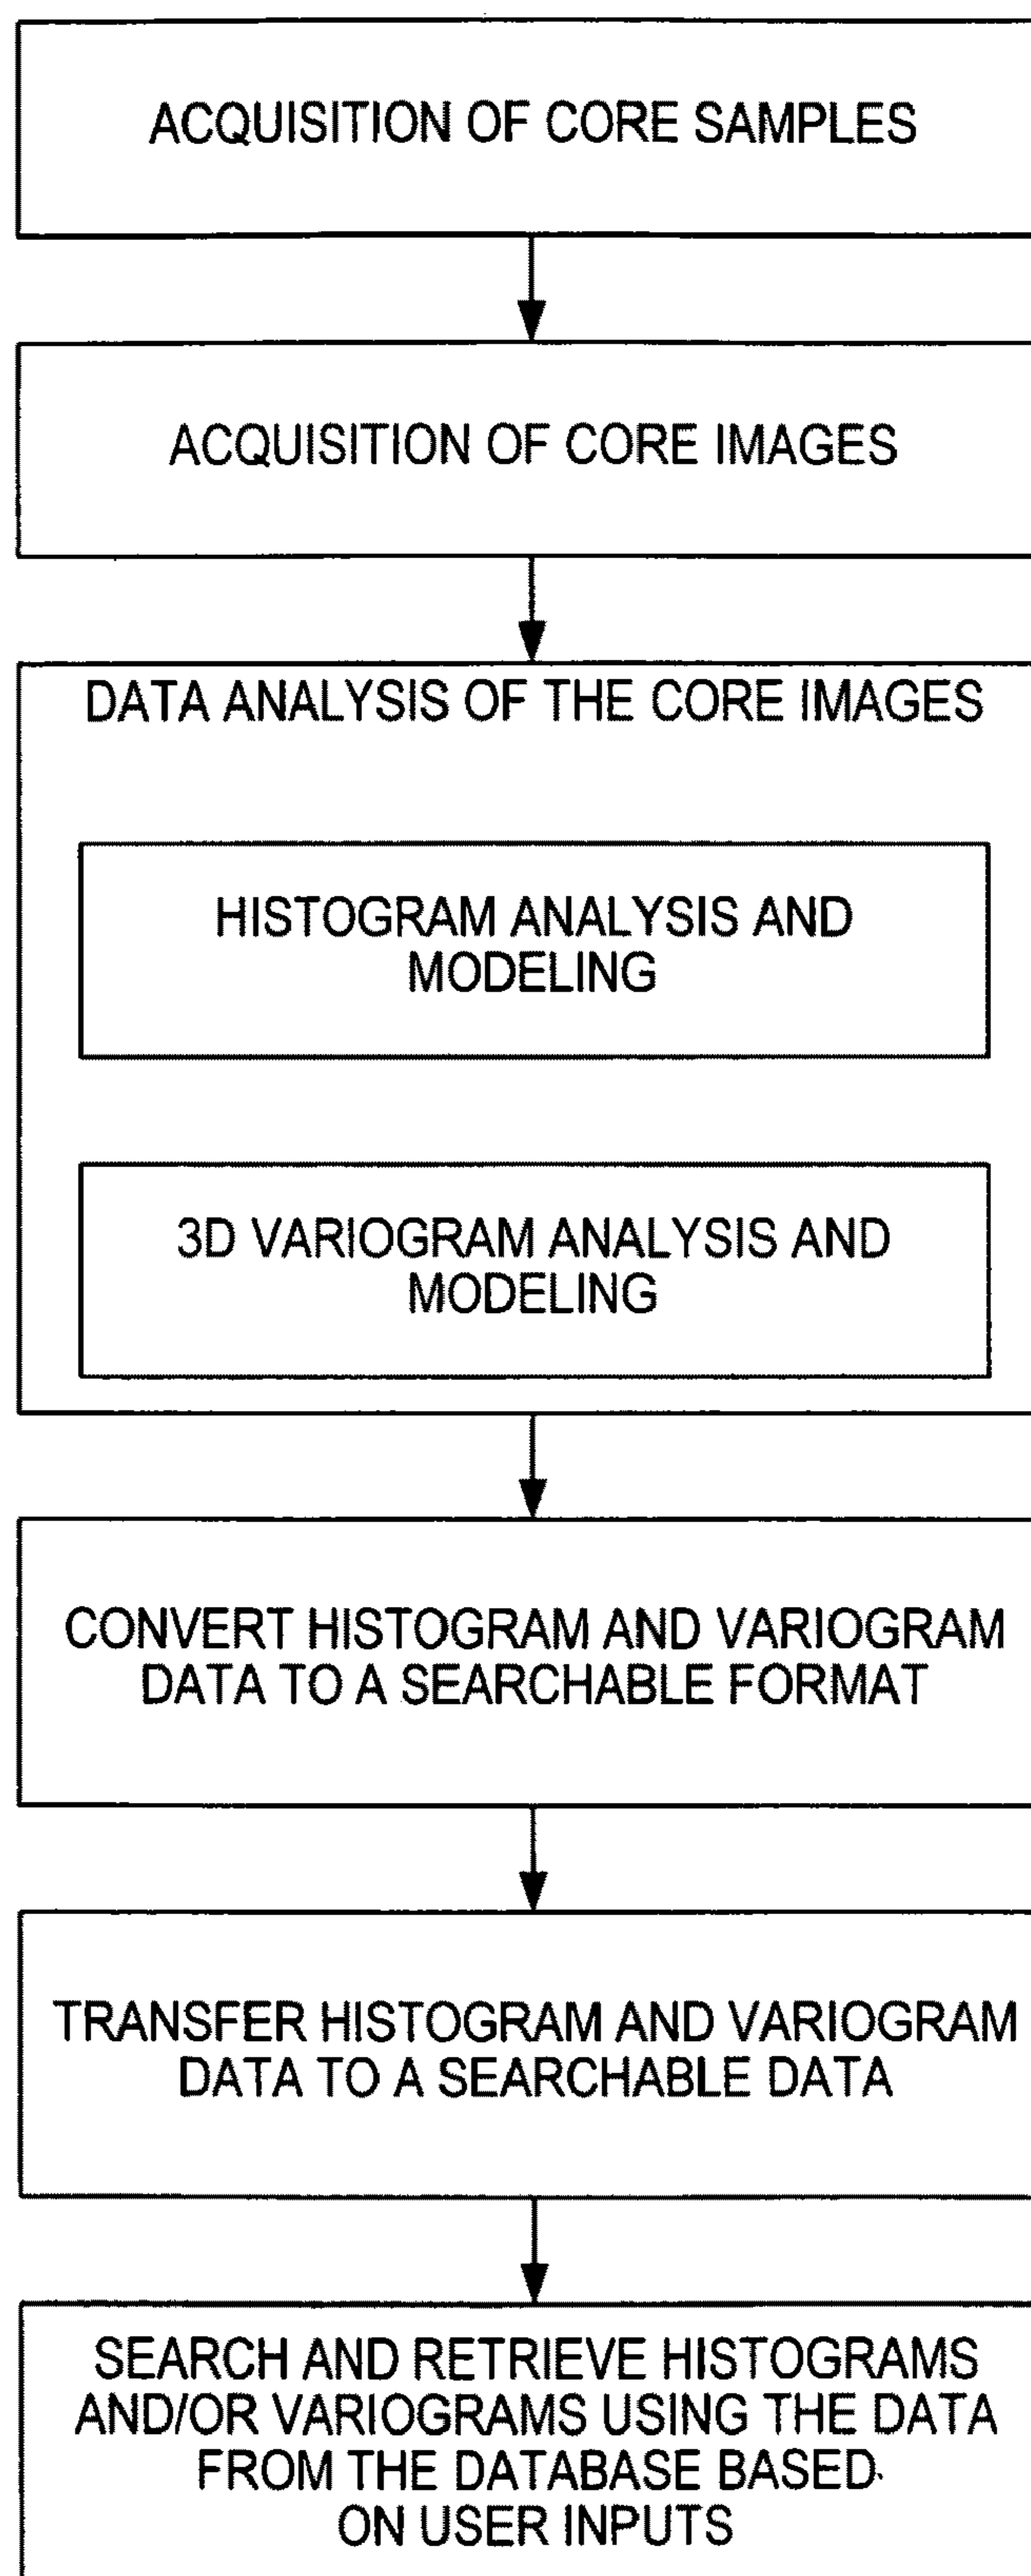 ACQUISITION OF CORE SAMPLES
ACQUISITION OF CORE IMAGES
DATA ANALYSIS OF THE CORE IMAGES
HISTOGRAM ANALYSIS AND
MODELING
3D VARIOGRAM ANALYSIS AND
MODELING
CONVERT HISTOGRAM AND VARIOGRAM
DATA TO A SEARCHABLE FORMAT
TRANSFER HISTOGRAM AND VARIOGRAM
DATA TO A SEARCHABLE DATA
SEARCH AND RETRIEVE HISTOGRAMS
AND/OR VARIOGRAMS USING THE DATA
FROM THE DATABASE BASED
ON USER INPUTS